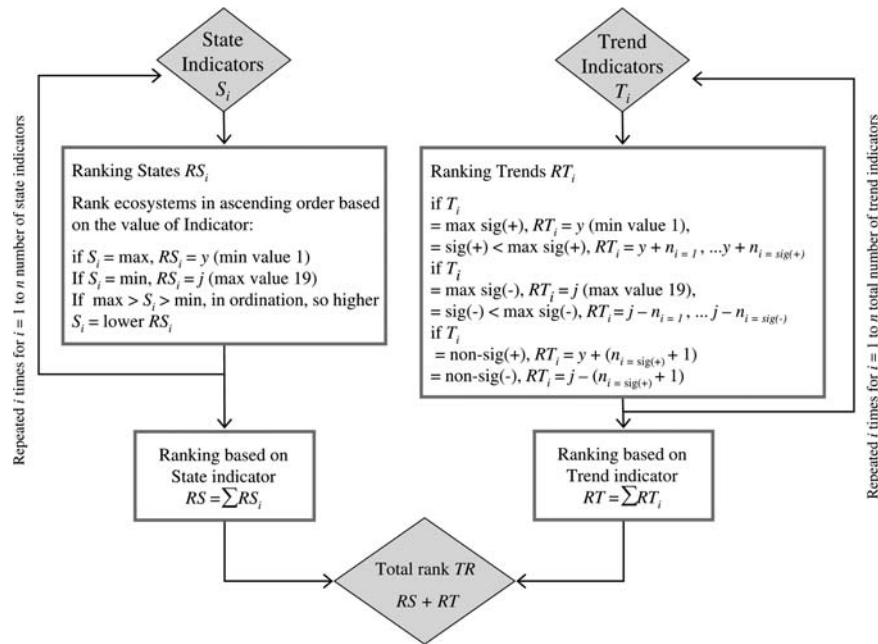 State
Indicators
S_i
Ranking States RS_i
Rank ecosystems in ascending order based
on the value of Indicator:
if S_i = max, RS_i = y (min value 1)
If S_i = min, RS_i = j (max value 19)
If max > S_i > min, in ordination, so higher
S_i = lower RS_i
Repeated i times for i = 1 to n number of state indicators
Ranking based on
State indicator
RS = ∑RS_i
Trend
Indicators
T_i
Ranking Trends RT_i
if T_i
= max sig(+), RT_i = y (min value 1),
= sig(+) < max sig(+), RT_i = y + n_{i = 1} , ...y + n_{i = sig(+)}
if T_i
= max sig(-), RT_i = j (max value 19),
= sig(-) < max sig(-), RT_i = j – n_{i = 1}, ... j – n_{i = sig(-)}
if T_i
= non-sig(+), RT_i = y + (n_{i = sig(+)} + 1)
= non-sig(-), RT_i = j – (n_{i = sig(+)} + 1)
Repeated i times for i = 1 to n total number of trend indicators
Ranking based on
Trend indicator
RT = ∑RT_i
Total rank TR
RS + RT